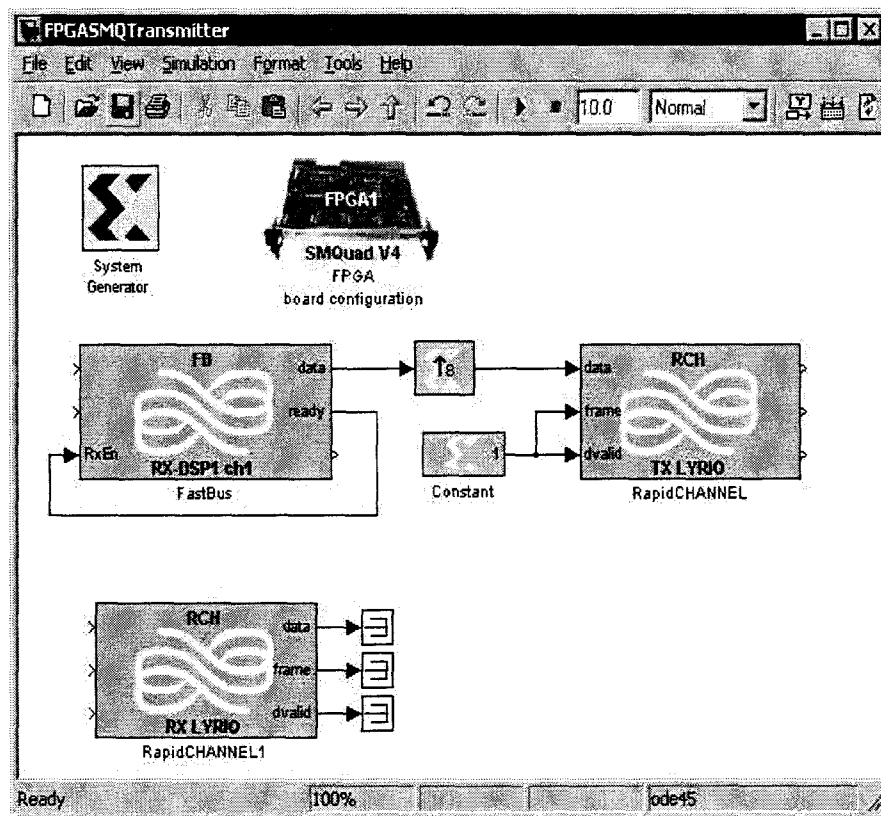 FPGASMQTransmitter
File Edit View Simulation Format Tools Help
10.0 Normal
FPGA1
SMQuad V4
System
Generator
FPGA
board configuration
FB
data
ready
RxEn
RX-DSP1 ch1
FastBus
↑8
1
Constant
RCH
data
frame
dvalid
TX LYRIO
RapidCHANNEL
RCH
data
frame
dvalid
RX LYRIO
RapidCHANNEL1
Ready 100% ode45